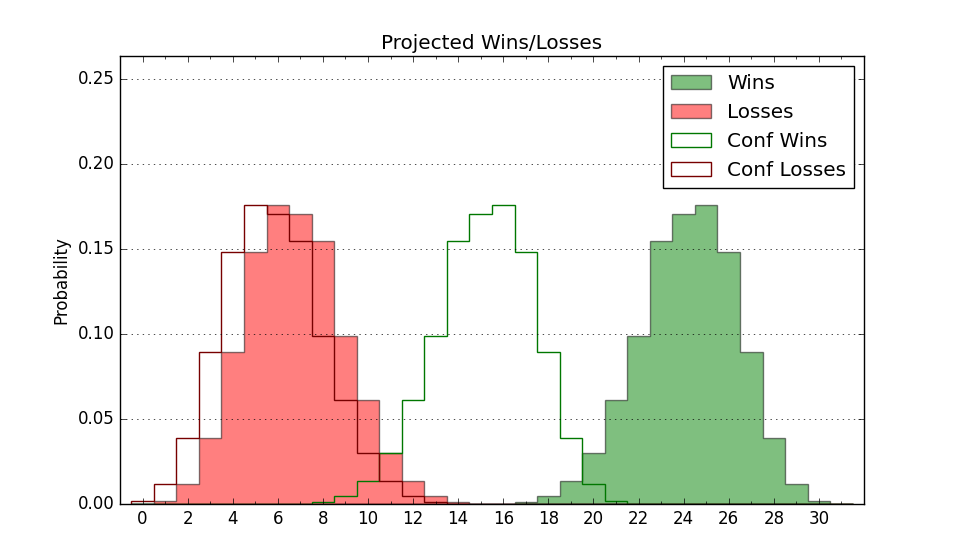 Projected Wins/Losses
0.25
0.20
0.15
0.10
0.05
0.00
Probability
Wins
Losses
Conf Wins
Conf Losses
0 2 4 6 8 10 12 14 16 18 20 22 24 26 28 30